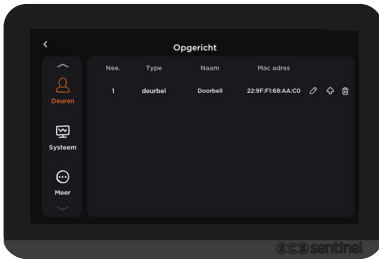 Opgericht
Nee. Type Naam Mac adres
1 deurbel Doorbell 22:9F:F1:68:AA:C0
Deuren
Systeem
Meer
eco sentinel